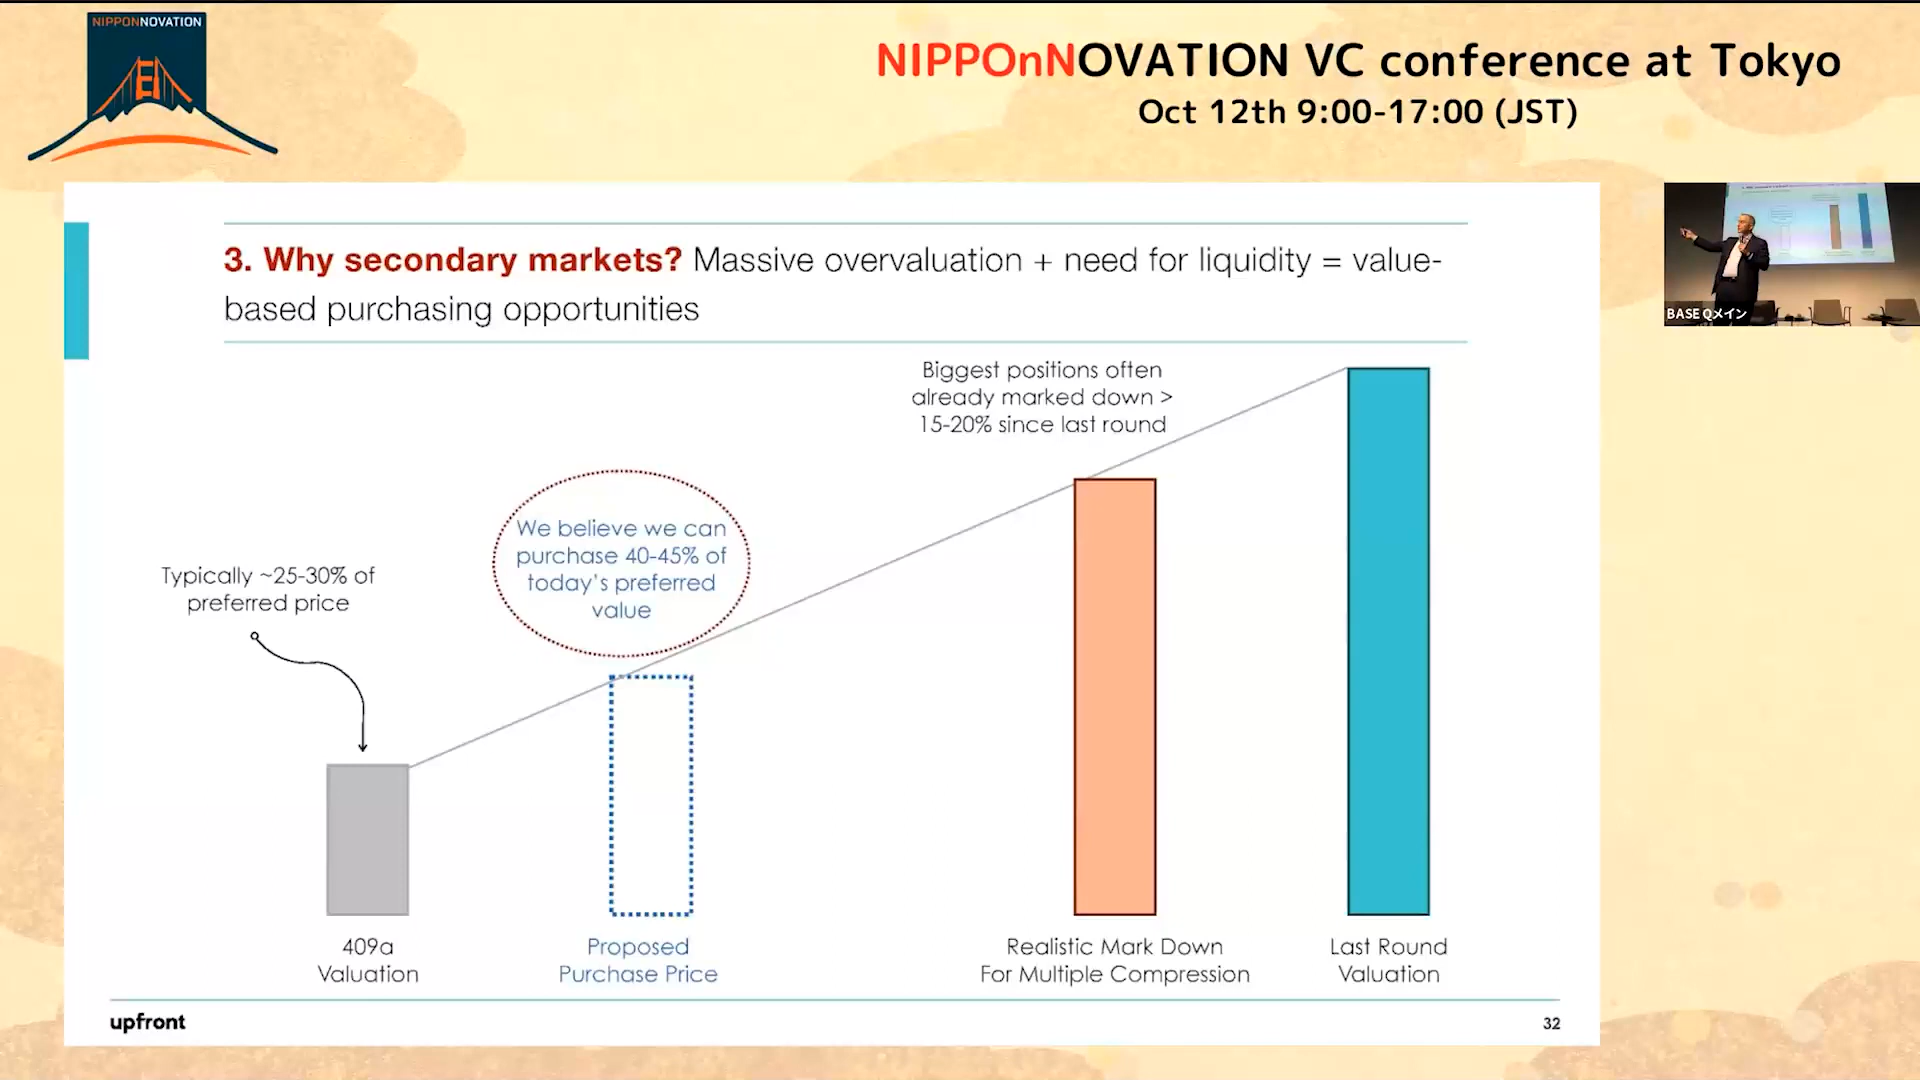 NIPPONNOVATION
NIPPOnNOVATION VC conference at Tokyo
Oct 12th 9:00-17:00 (JST)
3. Why secondary markets? Massive overvaluation + need for liquidity = value-
based purchasing opportunities
Biggest positions often
already marked down >
15-20% since last round
We believe we can
purchase 40-45% of
today's preferred
value
Typically ~25-30% of
preferred price
409a
Valuation
Proposed
Purchase Price
Realistic Mark Down
For Multiple Compression
Last Round
Valuation
upfront
32
BASE Qメイン